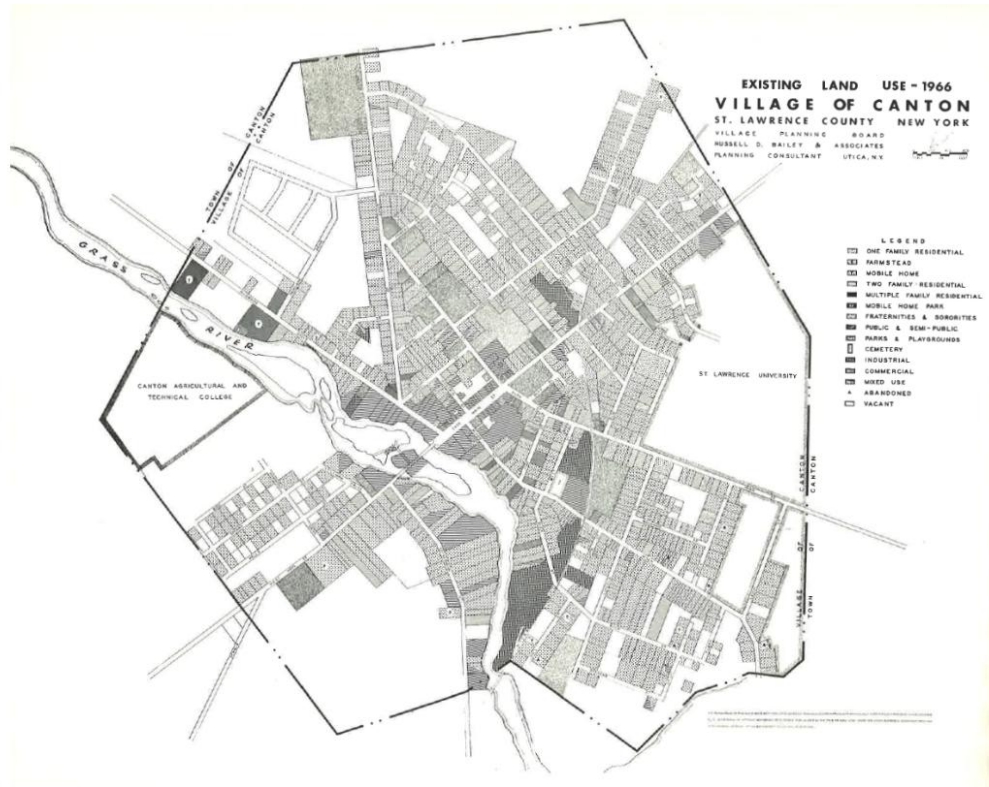 EXISTING LAND USE - 1966
VILLAGE OF CANTON
ST. LAWRENCE COUNTY NEW YORK
VILLAGE PLANNING BOARD
RUSSELL D. BAILEY & ASSOCIATES
PLANNING CONSULTANT UTICA, N.Y.
LEGEND
ONE FAMILY RESIDENTIAL
FARMSTEAD
MOBILE HOME
TWO FAMILY RESIDENTIAL
MULTIPLE FAMILY RESIDENTIAL
MOBILE HOME PARK
FRATERNITIES & SORORITIES
PUBLIC & SEMI-PUBLIC
PARKS & PLAYGROUNDS
CEMETERY
INDUSTRIAL
COMMERCIAL
MIXED USE
ABANDONED
VACANT
TOWN OF CANTON
VILLAGE OF CANTON
GRASS RIVER
CANTON AGRICULTURAL AND
TECHNICAL COLLEGE
ST. LAWRENCE UNIVERSITY
VILLAGE OF CANTON
TOWN OF CANTON